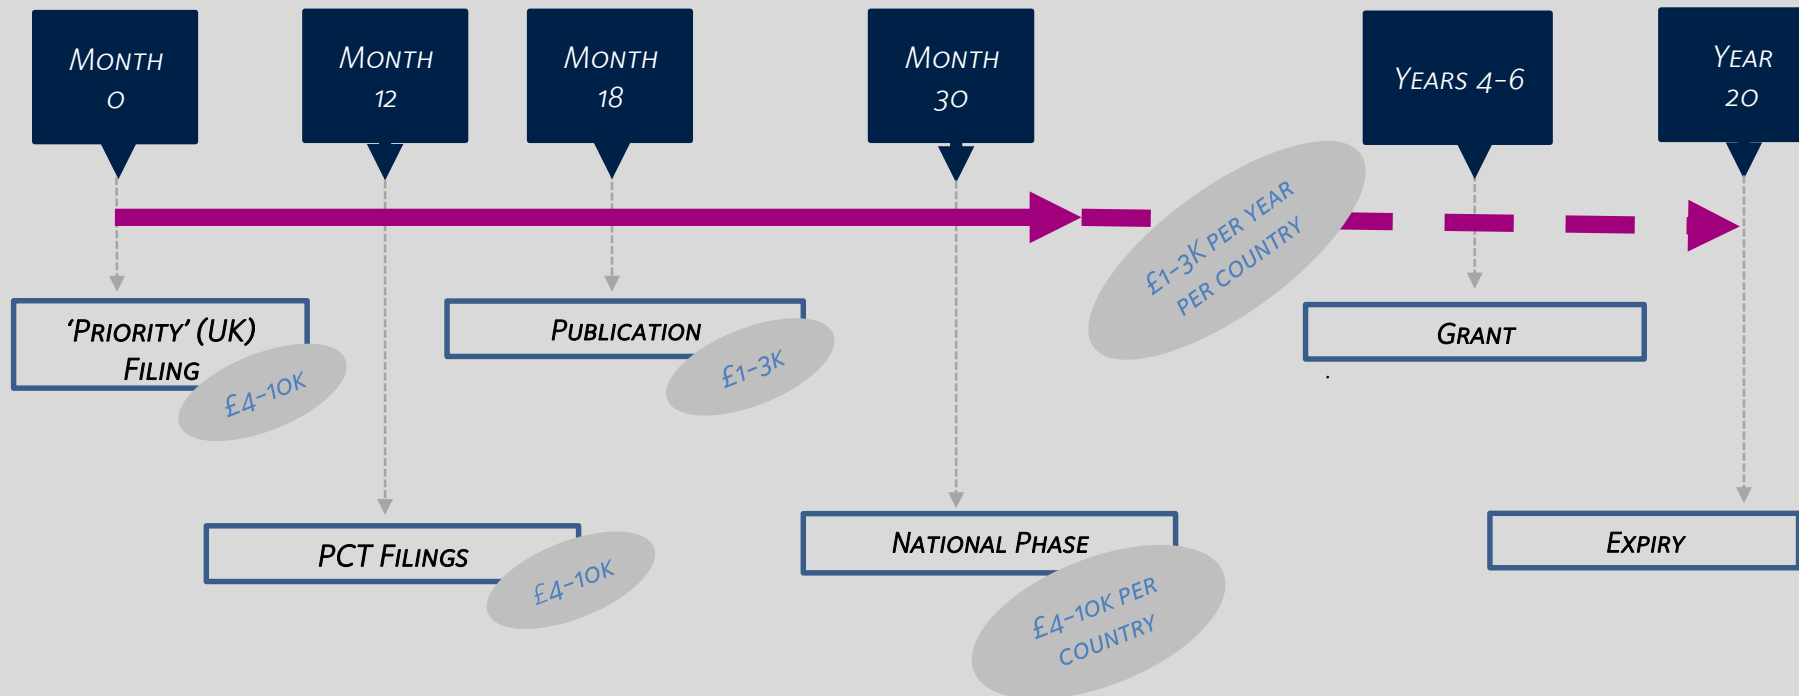 Month
0
Month
12
Month
18
Month
30
Years 4-6
Year
20
£1-3k per year
per country
'Priority' (UK)
Filing
£4-10k
Publication
£1-3k
Grant
.
PCT Filings
£4-10k
National Phase
£4-10k per
country
Expiry